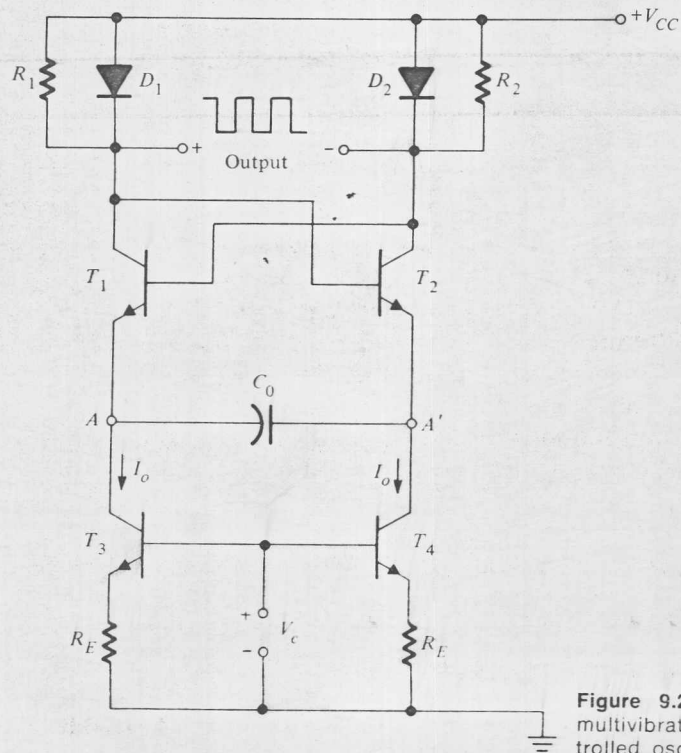 +V_CC
R_1
D_1
D_2
R_2
+
Output
−
T_1
T_2
C_0
A
A'
I_o
I_o
T_3
T_4
+
V_c
−
R_E
R_E
Figure 9.2
multivibrat
trolled osc